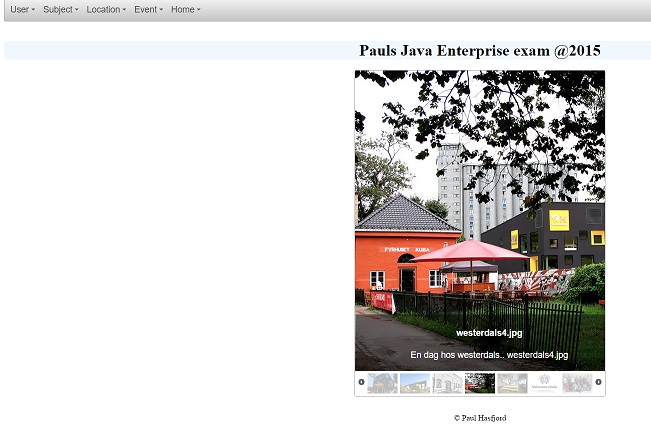 User Subject Location Event Home
Pauls Java Enterprise exam @2015
FYRHUSET KUBA
westerdals4.jpg
En dag hos westerdals.. westerdals4.jpg
© Paul Hasfjord